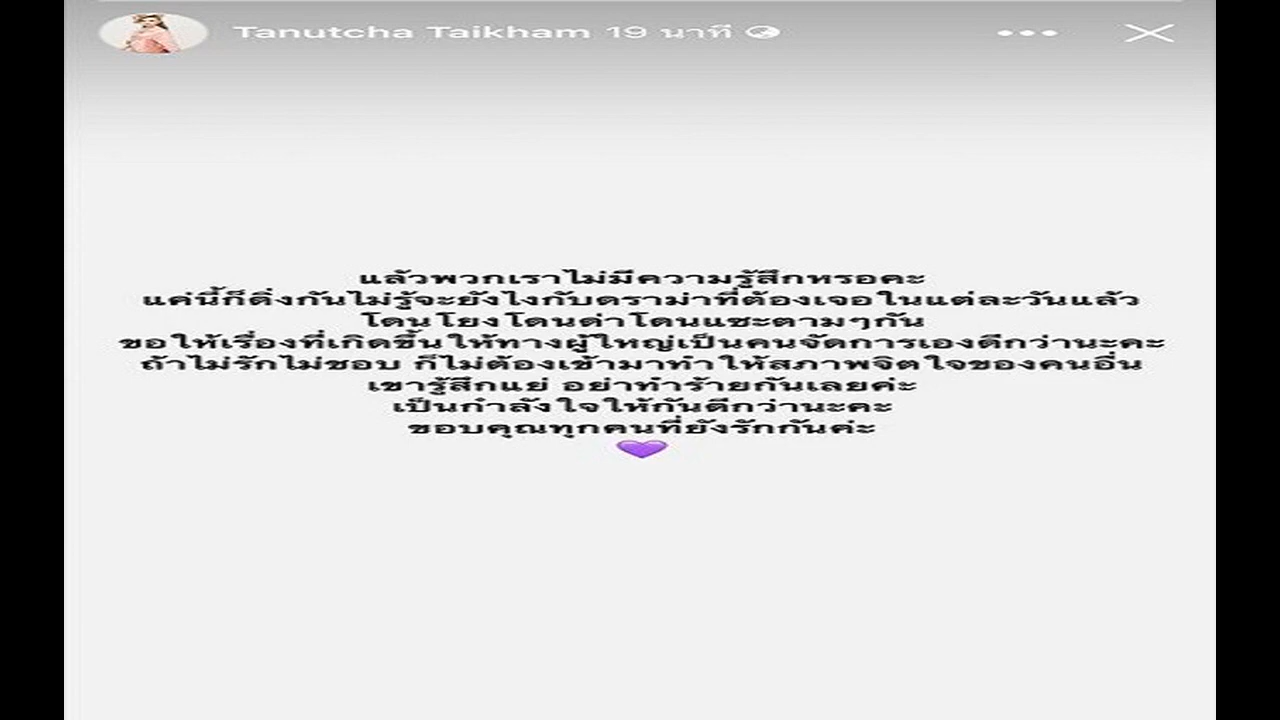 Tanutcha Taikham 19 นาที
แล้วพวกเราไม่มีความรู้สึกหรอคะ
แค่นี้ก็ดิ่งกันไม่รู้จะยังไงกับดราม่าที่ต้องเจอในแต่ละวันแล้ว
โดนโยงโดนด่าโดนแซะตามๆกัน
ขอให้เรื่องที่เกิดขึ้นให้ทางผู้ใหญ่เป็นคนจัดการเองดีกว่านะคะ
ถ้าไม่รักไม่ชอบ ก็ไม่ต้องเข้ามาทำให้สภาพจิตใจของคนอื่น
เขารู้สึกแย่ อย่าทำร้ายกันเลยค่ะ
เป็นกำลังใจให้กันดีกว่านะคะ
ขอบคุณทุกคนที่ยังรักกันค่ะ
💜